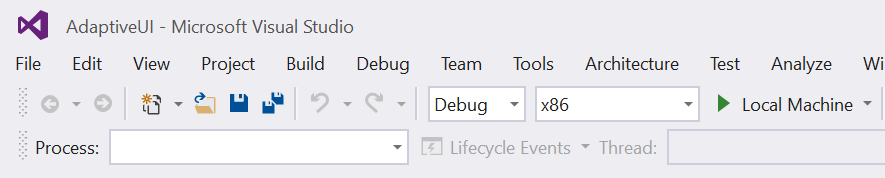 AdaptiveUI - Microsoft Visual Studio
File Edit View Project Build Debug Team Tools Architecture Test Analyze
Debug x86 Local Machine
Process: Lifecycle Events Thread: